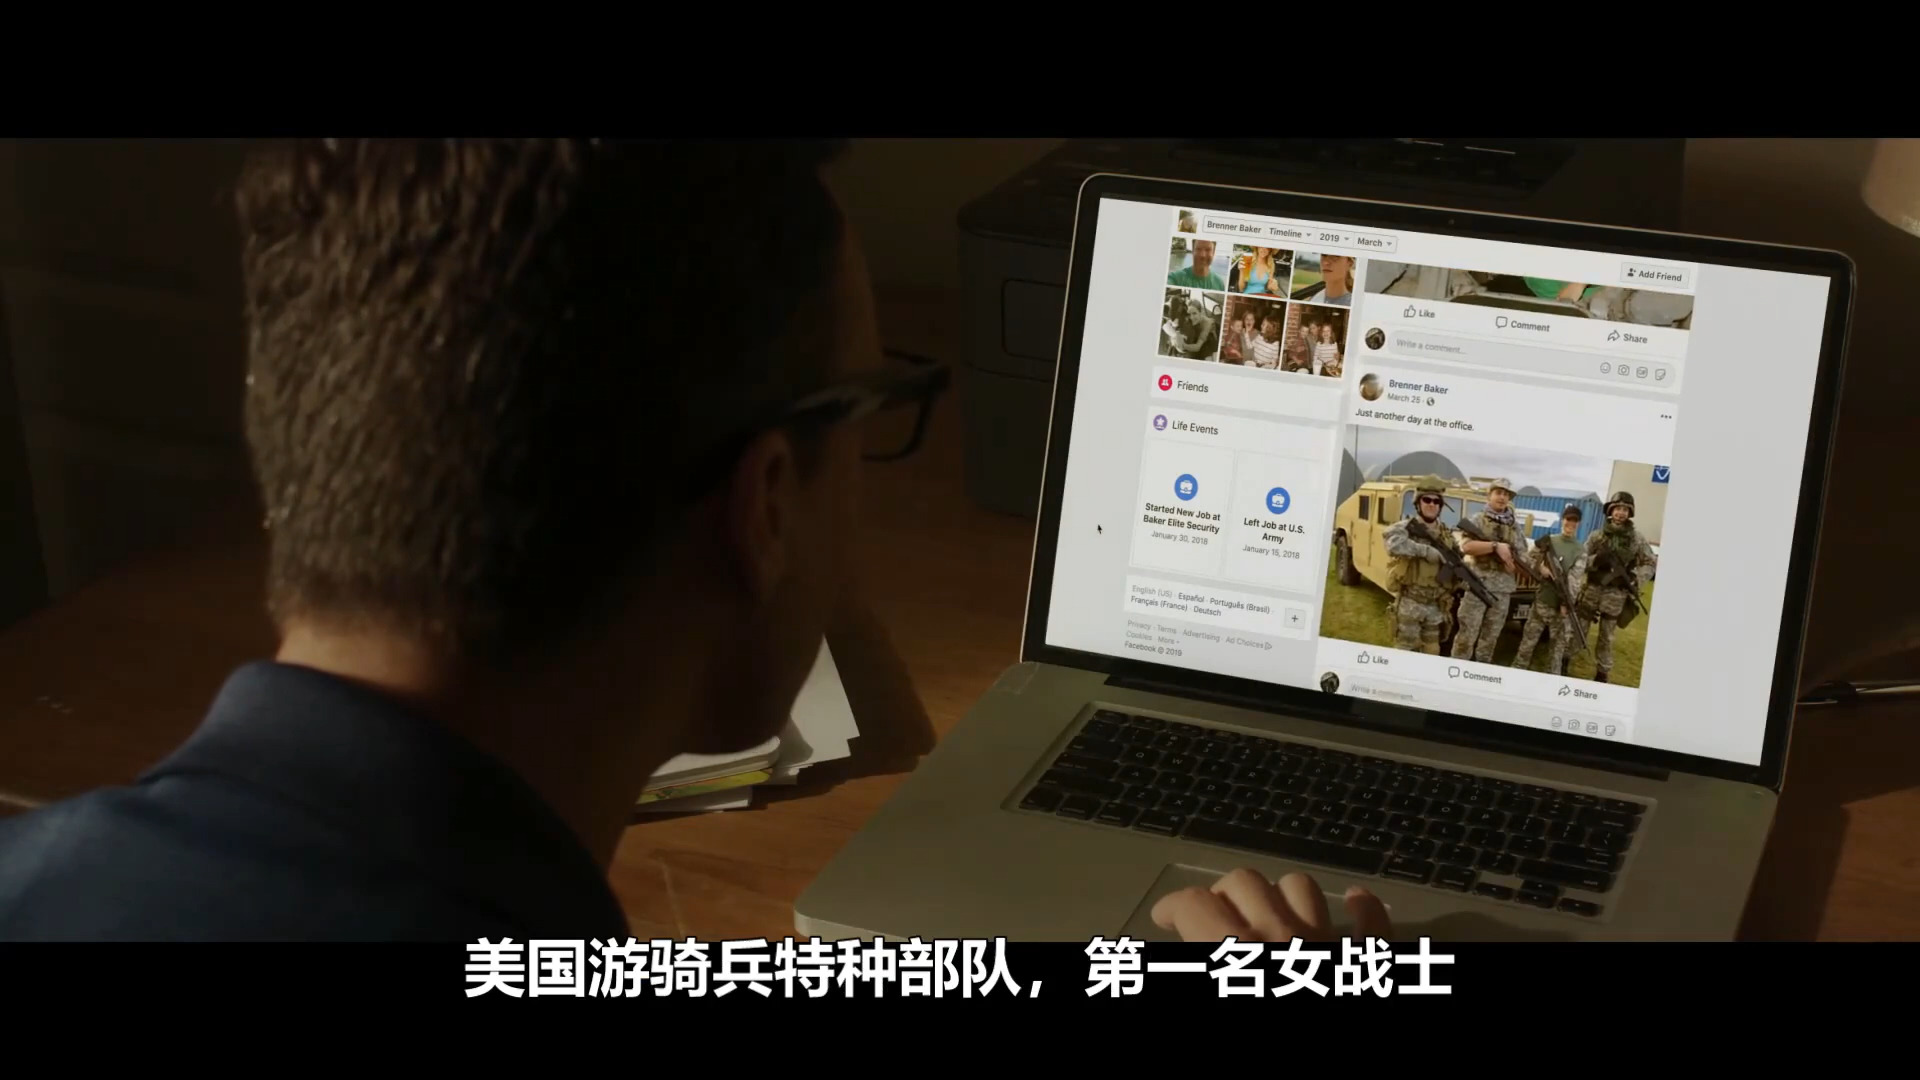 Brenner Baker Timeline 2019 March
Add Friend
Like Comment Share
Write a comment...
Friends
Life Events
Started New Job at
Baker Elite Security
January 30, 2018
Left Job at U.S.
Army
January 15, 2018
English (US) · Español · Português (Brasil) ·
Français (France) · Deutsch
Privacy · Terms · Advertising · Ad Choices
Cookies · More
Facebook © 2019
Brenner Baker
March 25
Just another day at the office.
Like Comment Share
Write a comment...
美国游骑兵特种部队，第一名女战士